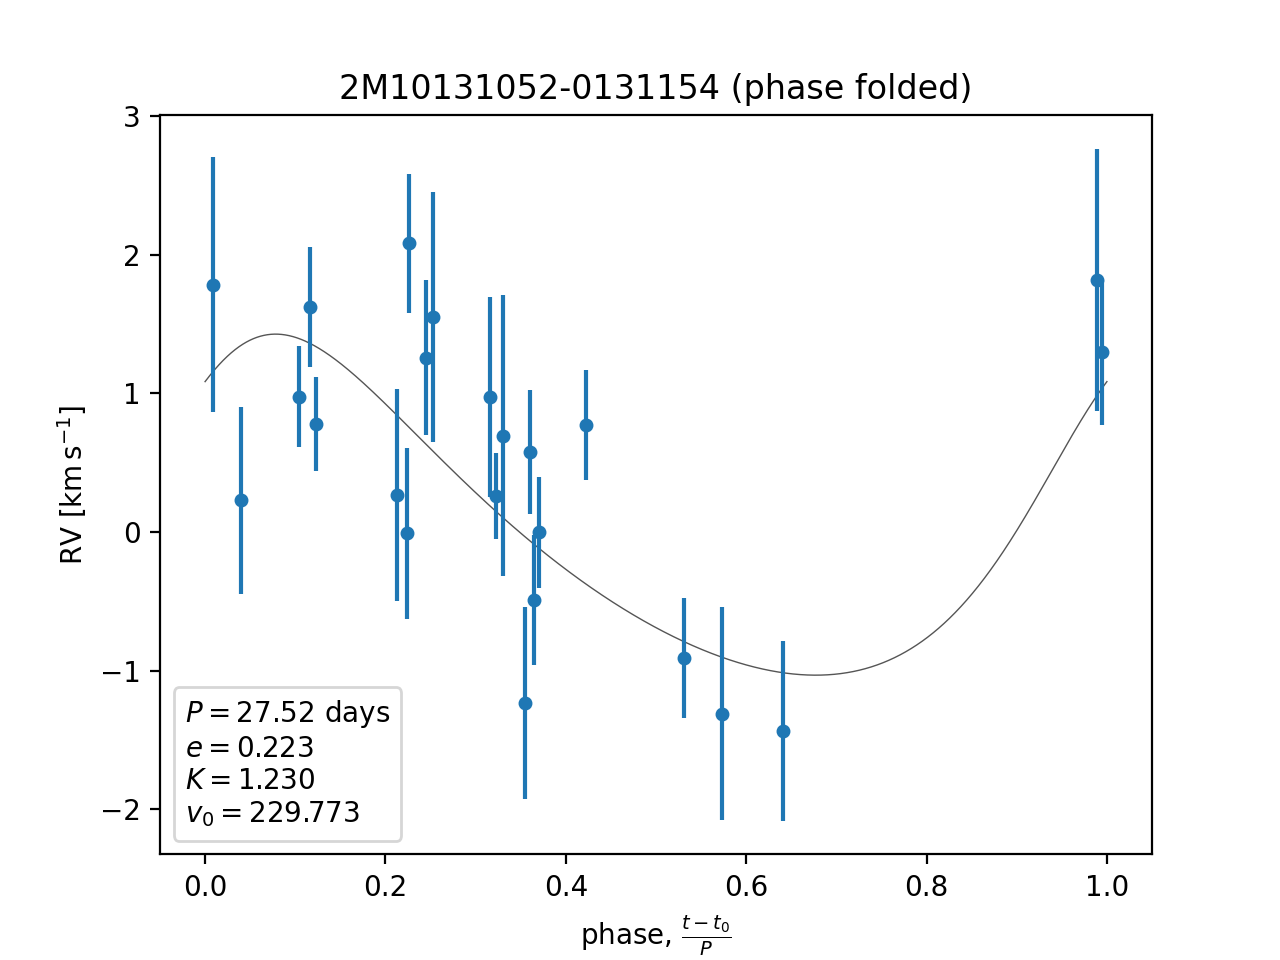 2M10131052-0131154 (phase folded)
3
2
1
0
−1
−2
RV [km s⁻¹]
P = 27.52 days
e = 0.223
K = 1.230
v₀ = 229.773
0.0 0.2 0.4 0.6 0.8 1.0
phase, (t − t₀)/P